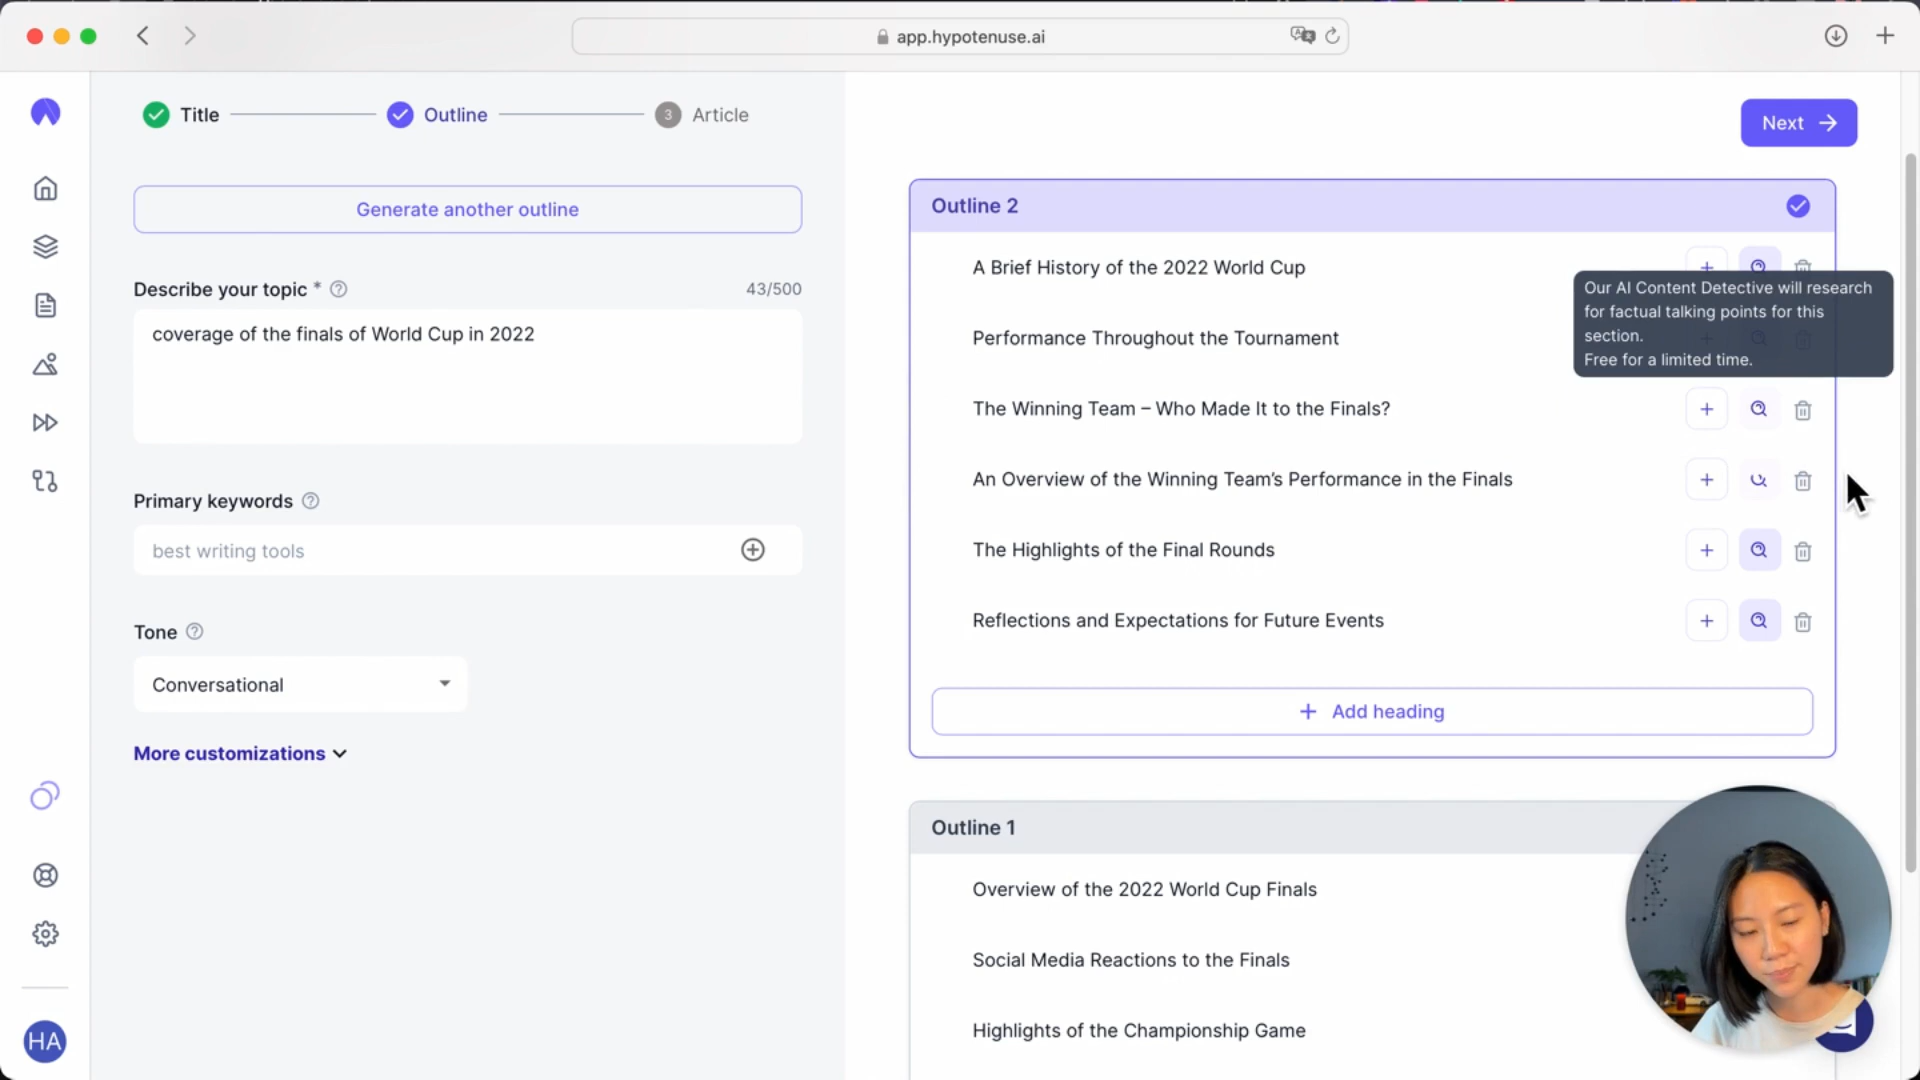 app.hypotenuse.ai
Title
Outline
3 Article
Next
Generate another outline
Describe your topic *
43/500
coverage of the finals of World Cup in 2022
Primary keywords
best writing tools
Tone
Conversational
More customizations
HA
Outline 2
A Brief History of the 2022 World Cup
Our AI Content Detective will research
for factual talking points for this
section.
Free for a limited time.
Performance Throughout the Tournament
The Winning Team – Who Made It to the Finals?
An Overview of the Winning Team’s Performance in the Finals
The Highlights of the Final Rounds
Reflections and Expectations for Future Events
+ Add heading
Outline 1
Overview of the 2022 World Cup Finals
Social Media Reactions to the Finals
Highlights of the Championship Game